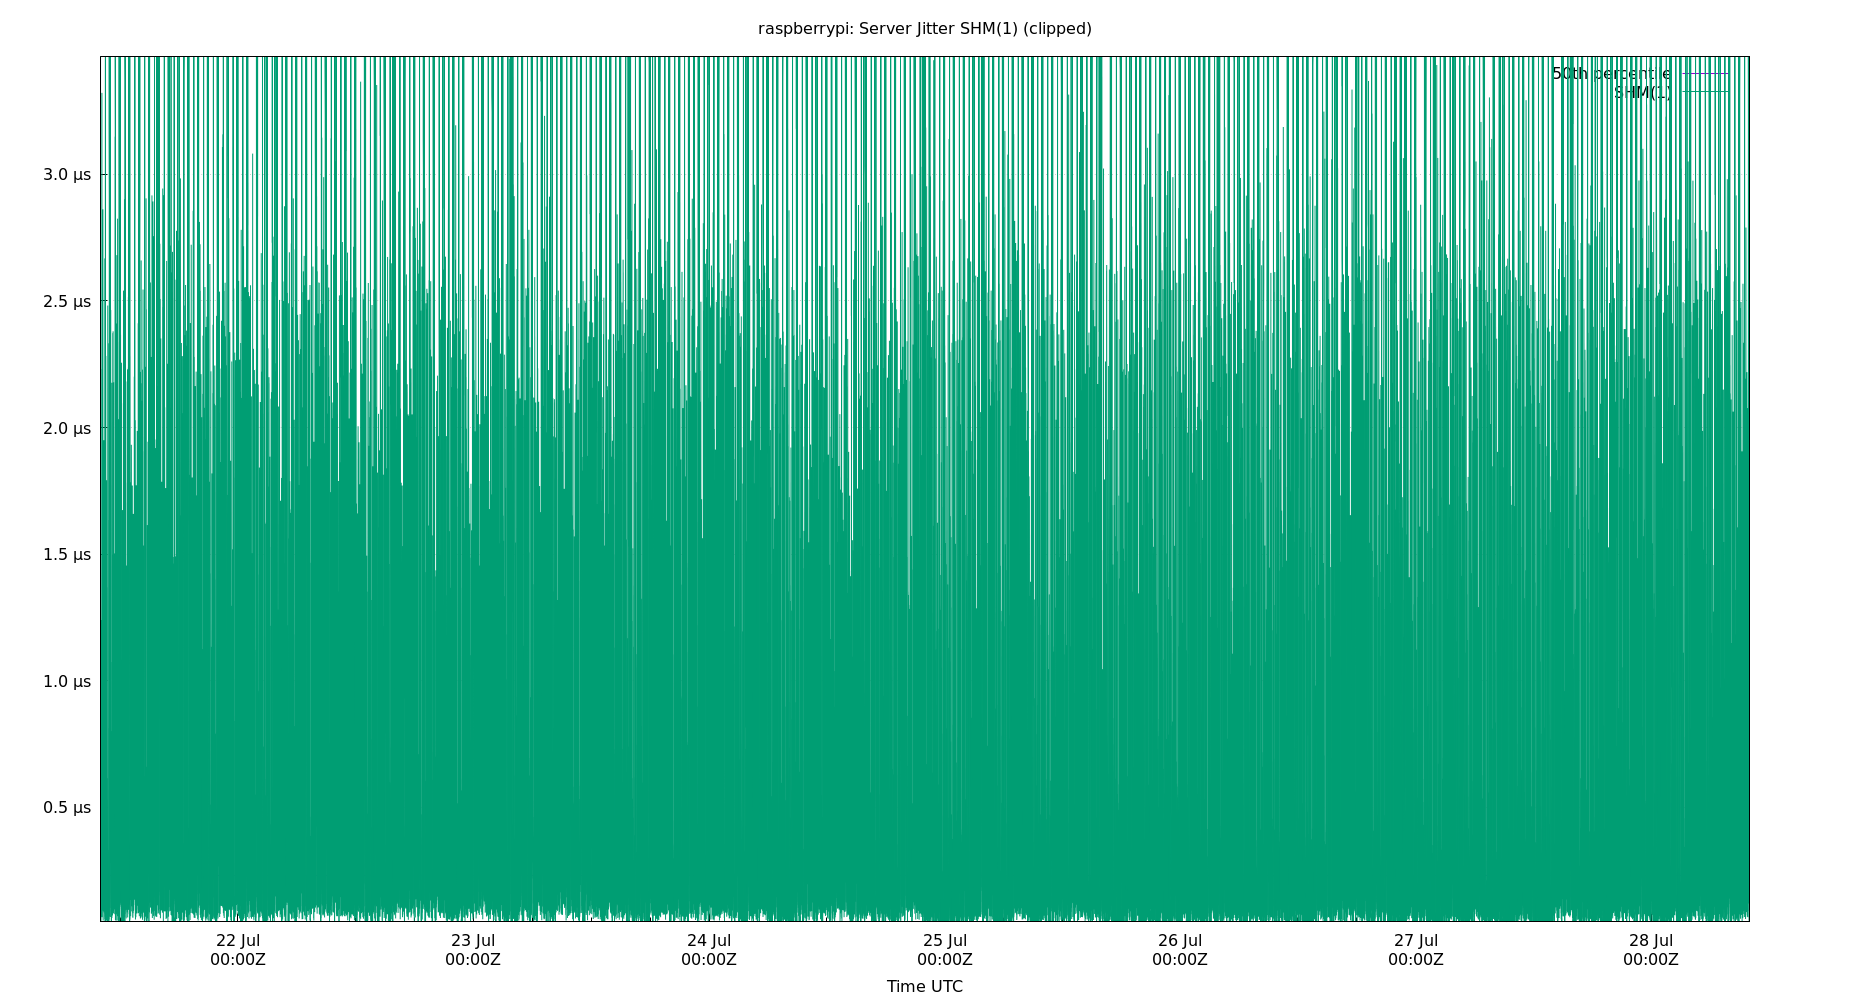 raspberrypi: Server Jitter SHM(1) (clipped)
50th percentile
SHM(1)
3.0 µs
2.5 µs
2.0 µs
1.5 µs
1.0 µs
0.5 µs
22 Jul 23 Jul 24 Jul 25 Jul 26 Jul 27 Jul 28 Jul
00:00Z 00:00Z 00:00Z 00:00Z 00:00Z 00:00Z 00:00Z
Time UTC